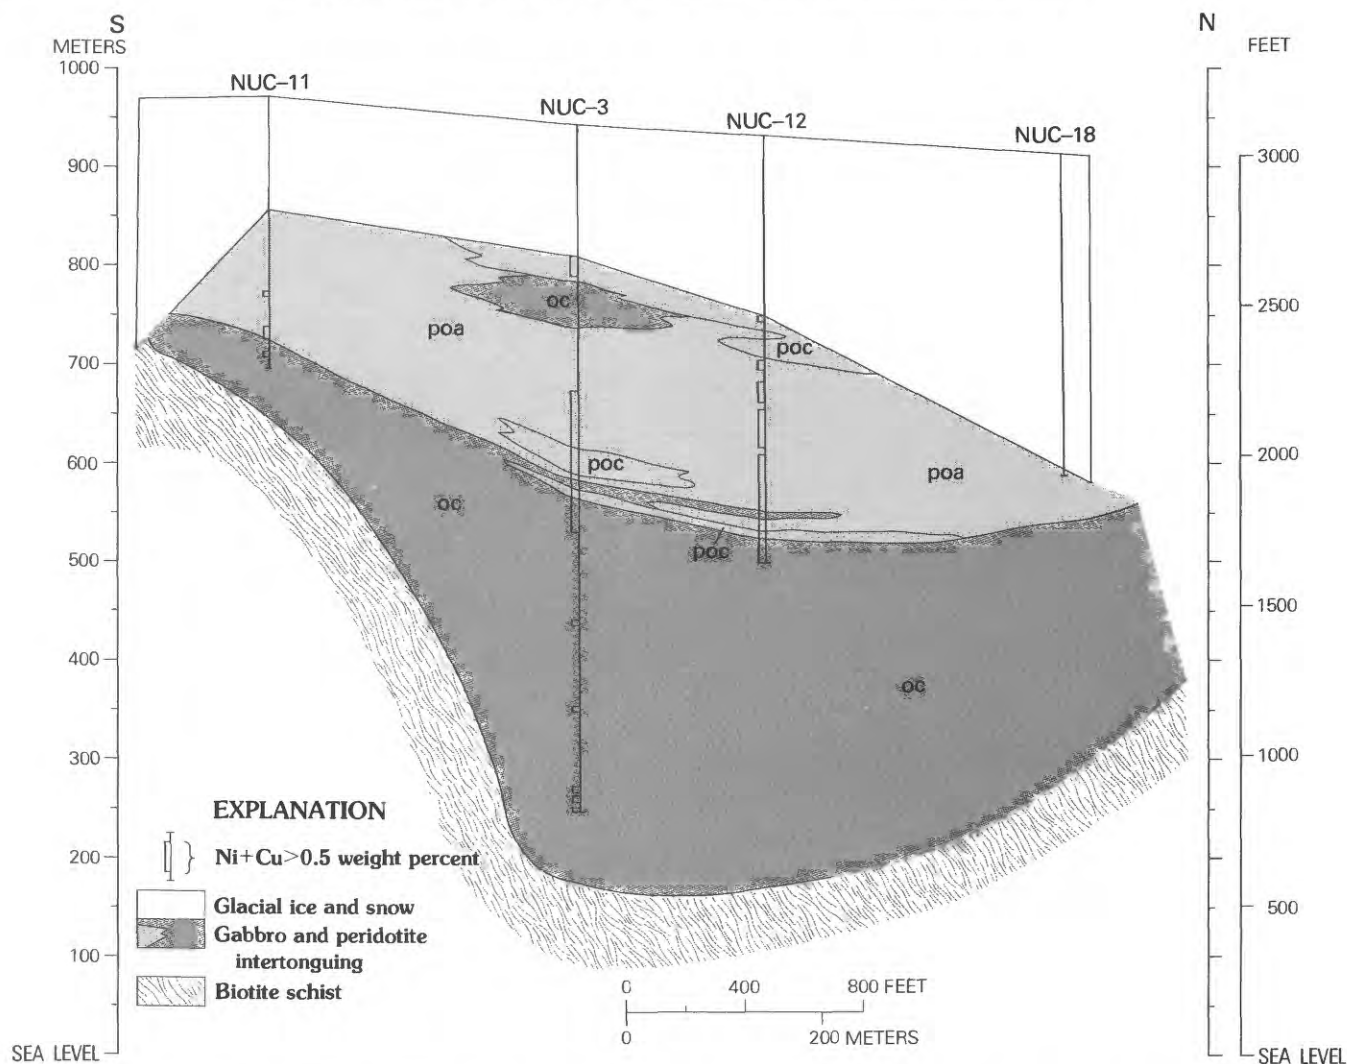 S
N
METERS
FEET
1000
NUC–11
NUC–3
NUC–12
NUC–18
900
3000
800
oc
2500
poa
poc
700
600
poc
2000
poa
oc
poc
500
1500
400
oc
300
1000
EXPLANATION
200
Ni+Cu>0.5 weight percent
Glacial ice and snow
500
Gabbro and peridotite
intertonguing
100
Biotite schist
0 400 800 FEET
0 200 METERS
SEA LEVEL
SEA LEVEL